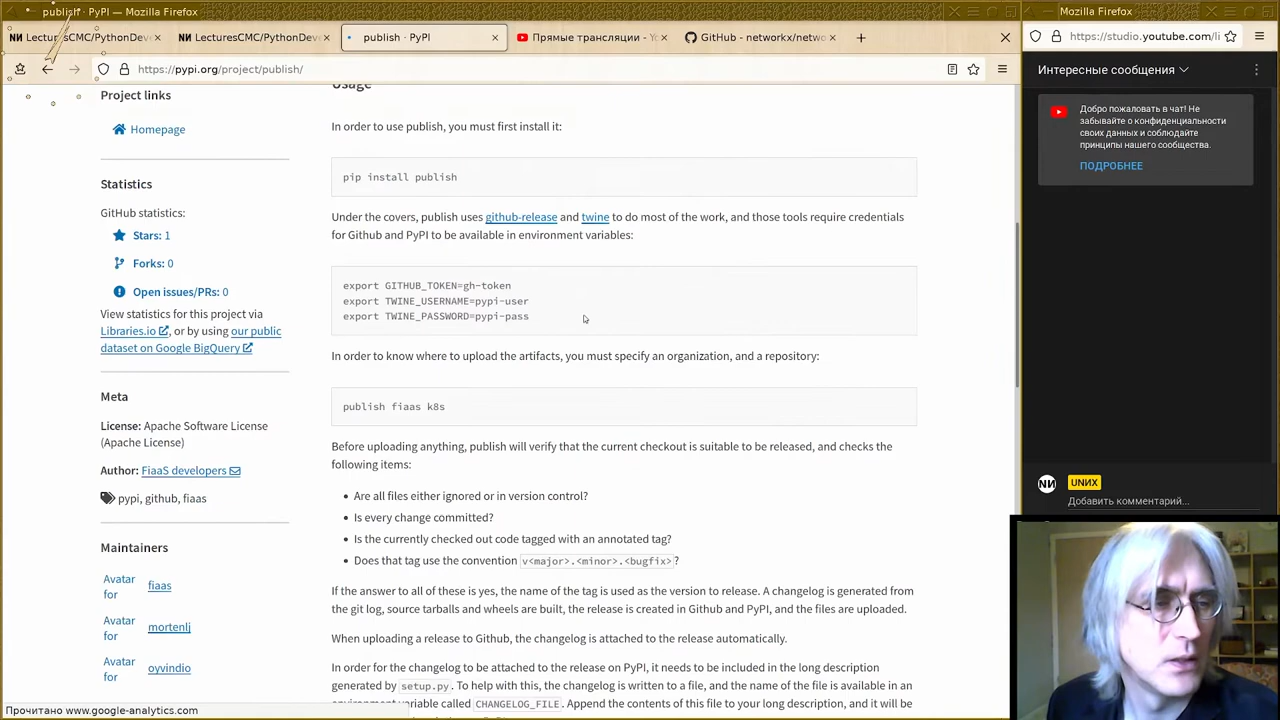 publish · PyPI — Mozilla Firefox
Mozilla Firefox
LecturesCMC/PythonDev
LecturesCMC/PythonDev
publish · PyPI
Прямые трансляции - Yo
GitHub - networkx/netwo
https://pypi.org/project/publish/
https://studio.youtube.com/li
Project links
Homepage
Statistics
GitHub statistics:
Stars: 1
Forks: 0
Open issues/PRs: 0
View statistics for this project via
Libraries.io, or by using our public
dataset on Google BigQuery
Meta
License: Apache Software License
(Apache License)
Author: FiaaS developers
pypi, github, fiaas
Maintainers
Avatar
for
fiaas
Avatar
for
mortenlj
Avatar
for
oyvindio
Прочитано www.google-analytics.com
Usage
In order to use publish, you must first install it:
pip install publish
Under the covers, publish uses github-release and twine to do most of the work, and those tools require credentials
for Github and PyPI to be available in environment variables:
export GITHUB_TOKEN=gh-token
export TWINE_USERNAME=pypi-user
export TWINE_PASSWORD=pypi-pass
In order to know where to upload the artifacts, you must specify an organization, and a repository:
publish fiaas k8s
Before uploading anything, publish will verify that the current checkout is suitable to be released, and checks the
following items:
• Are all files either ignored or in version control?
• Is every change committed?
• Is the currently checked out code tagged with an annotated tag?
• Does that tag use the convention v<major>.<minor>.<bugfix>?
If the answer to all of these is yes, the name of the tag is used as the version to release. A changelog is generated from
the git log, source tarballs and wheels are built, the release is created in Github and PyPI, and the files are uploaded.
When uploading a release to Github, the changelog is attached to the release automatically.
In order for the changelog to be attached to the release on PyPI, it needs to be included in the long description
generated by setup.py. To help with this, the changelog is written to a file, and the name of the file is available in an
environment variable called CHANGELOG_FILE. Append the contents of this file to your long description, and it will be
Интересные сообщения
Добро пожаловать в чат! Не
забывайте о конфиденциальности
своих данных и соблюдайте
принципы нашего сообщества.
ПОДРОБНЕЕ
UNИX
Добавить комментарий...